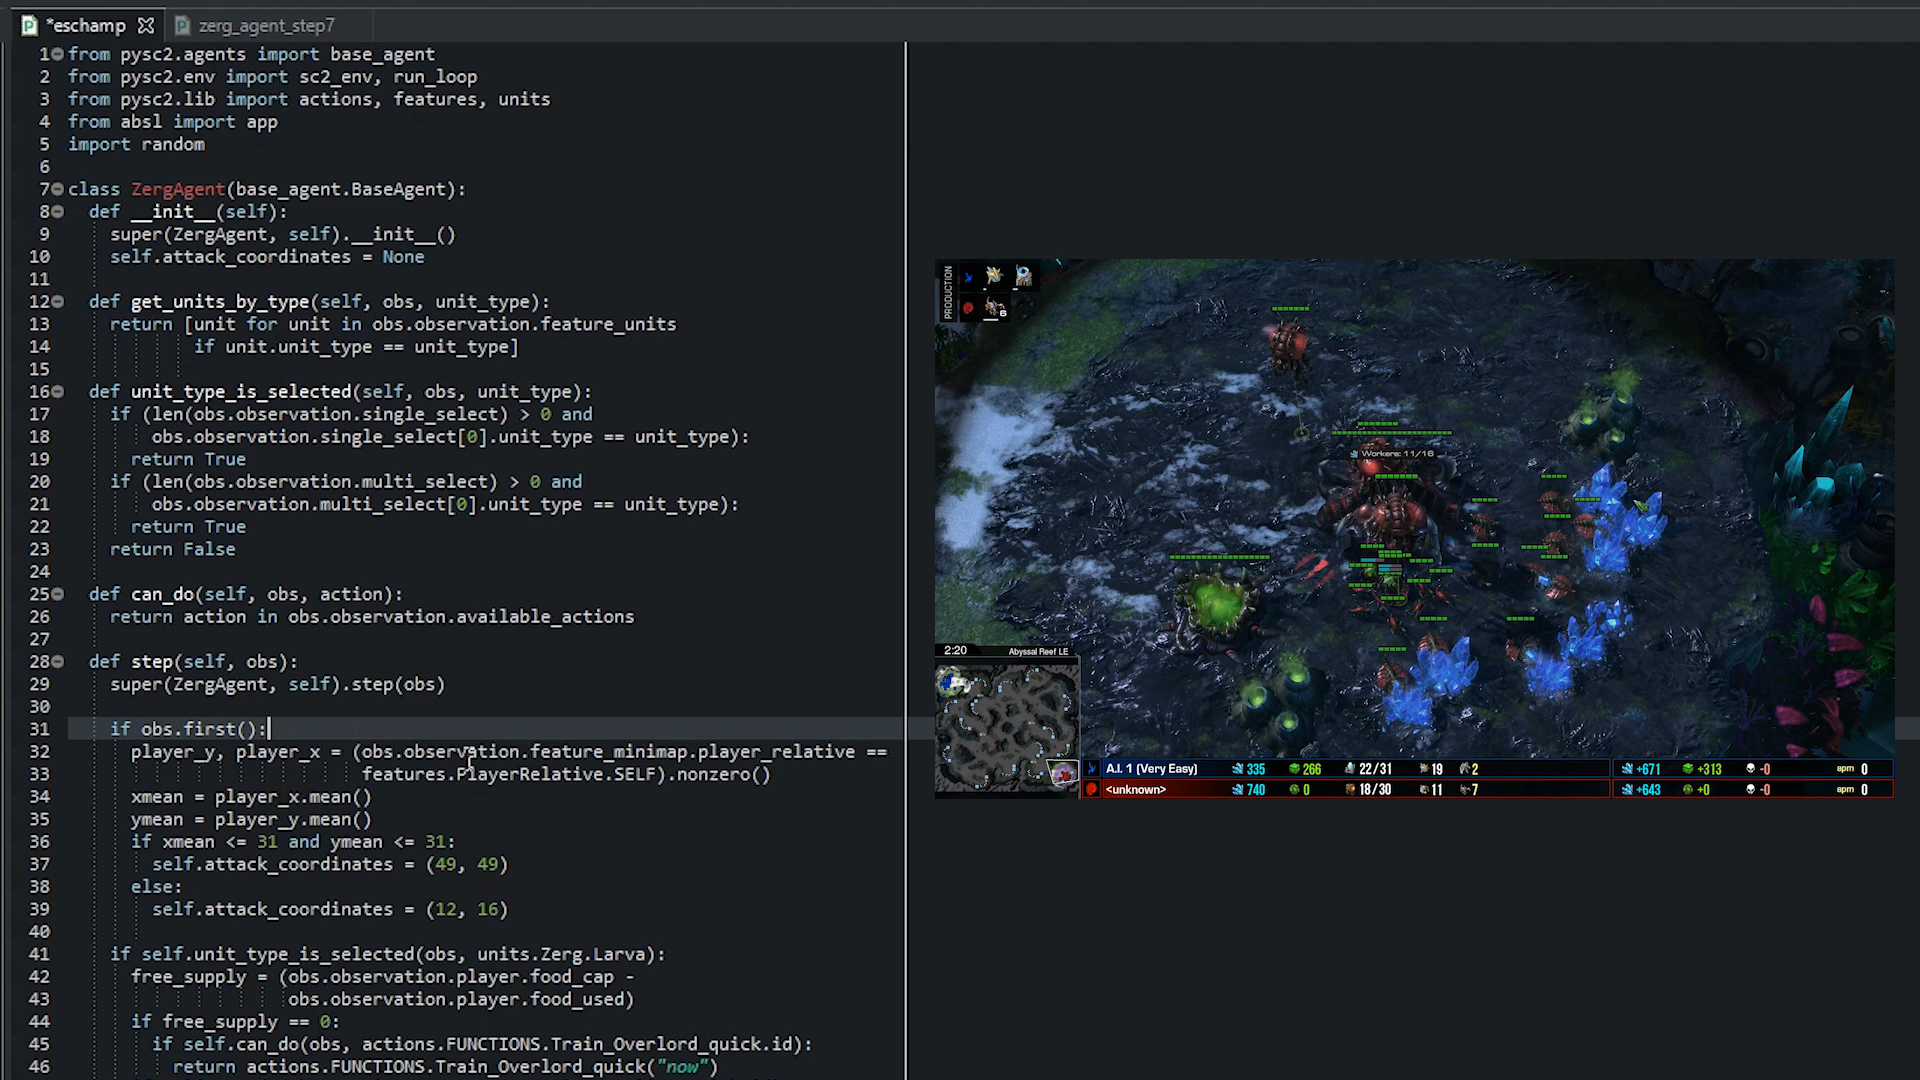 *eschamp
zerg_agent_step7
1 from pysc2.agents import base_agent
2 from pysc2.env import sc2_env, run_loop
3 from pysc2.lib import actions, features, units
4 from absl import app
5 import random
6
7 class ZergAgent(base_agent.BaseAgent):
8 def __init__(self):
9 super(ZergAgent, self).__init__()
10 self.attack_coordinates = None
11
12 def get_units_by_type(self, obs, unit_type):
13 return [unit for unit in obs.observation.feature_units
14 if unit.unit_type == unit_type]
15
16 def unit_type_is_selected(self, obs, unit_type):
17 if (len(obs.observation.single_select) > 0 and
18 obs.observation.single_select[0].unit_type == unit_type):
19 return True
20 if (len(obs.observation.multi_select) > 0 and
21 obs.observation.multi_select[0].unit_type == unit_type):
22 return True
23 return False
24
25 def can_do(self, obs, action):
26 return action in obs.observation.available_actions
27
28 def step(self, obs):
29 super(ZergAgent, self).step(obs)
30
31 if obs.first():
32 player_y, player_x = (obs.observation.feature_minimap.player_relative ==
33 features.PlayerRelative.SELF).nonzero()
34 xmean = player_x.mean()
35 ymean = player_y.mean()
36 if xmean <= 31 and ymean <= 31:
37 self.attack_coordinates = (49, 49)
38 else:
39 self.attack_coordinates = (12, 16)
40
41 if self.unit_type_is_selected(obs, units.Zerg.Larva):
42 free_supply = (obs.observation.player.food_cap -
43 obs.observation.player.food_used)
44 if free_supply == 0:
45 if self.can_do(obs, actions.FUNCTIONS.Train_Overlord_quick.id):
46 return actions.FUNCTIONS.Train_Overlord_quick("now")
PRODUCTION
6
Workers: 11/16
2:20 Abyssal Reef LE
A.I. 1 (Very Easy) 335 266 22/31 19 2 +671 +313 -0 apm 0
<unknown> 740 0 18/30 11 7 +643 +0 -0 apm 0